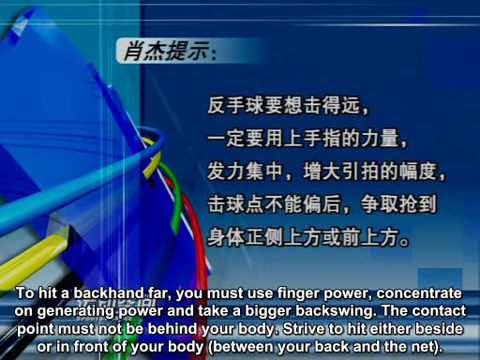 肖杰提示：
反手球要想击得远，
一定要用上手指的力量，
发力集中，增大引拍的幅度，
击球点不能偏后，争取抢到
身体正侧上方或前上方。
To hit a backhand far, you must use finger power, concentrate
on generating power and take a bigger backswing. The contact
point must not be behind your body. Strive to hit either beside
or in front of your body (between your back and the net).